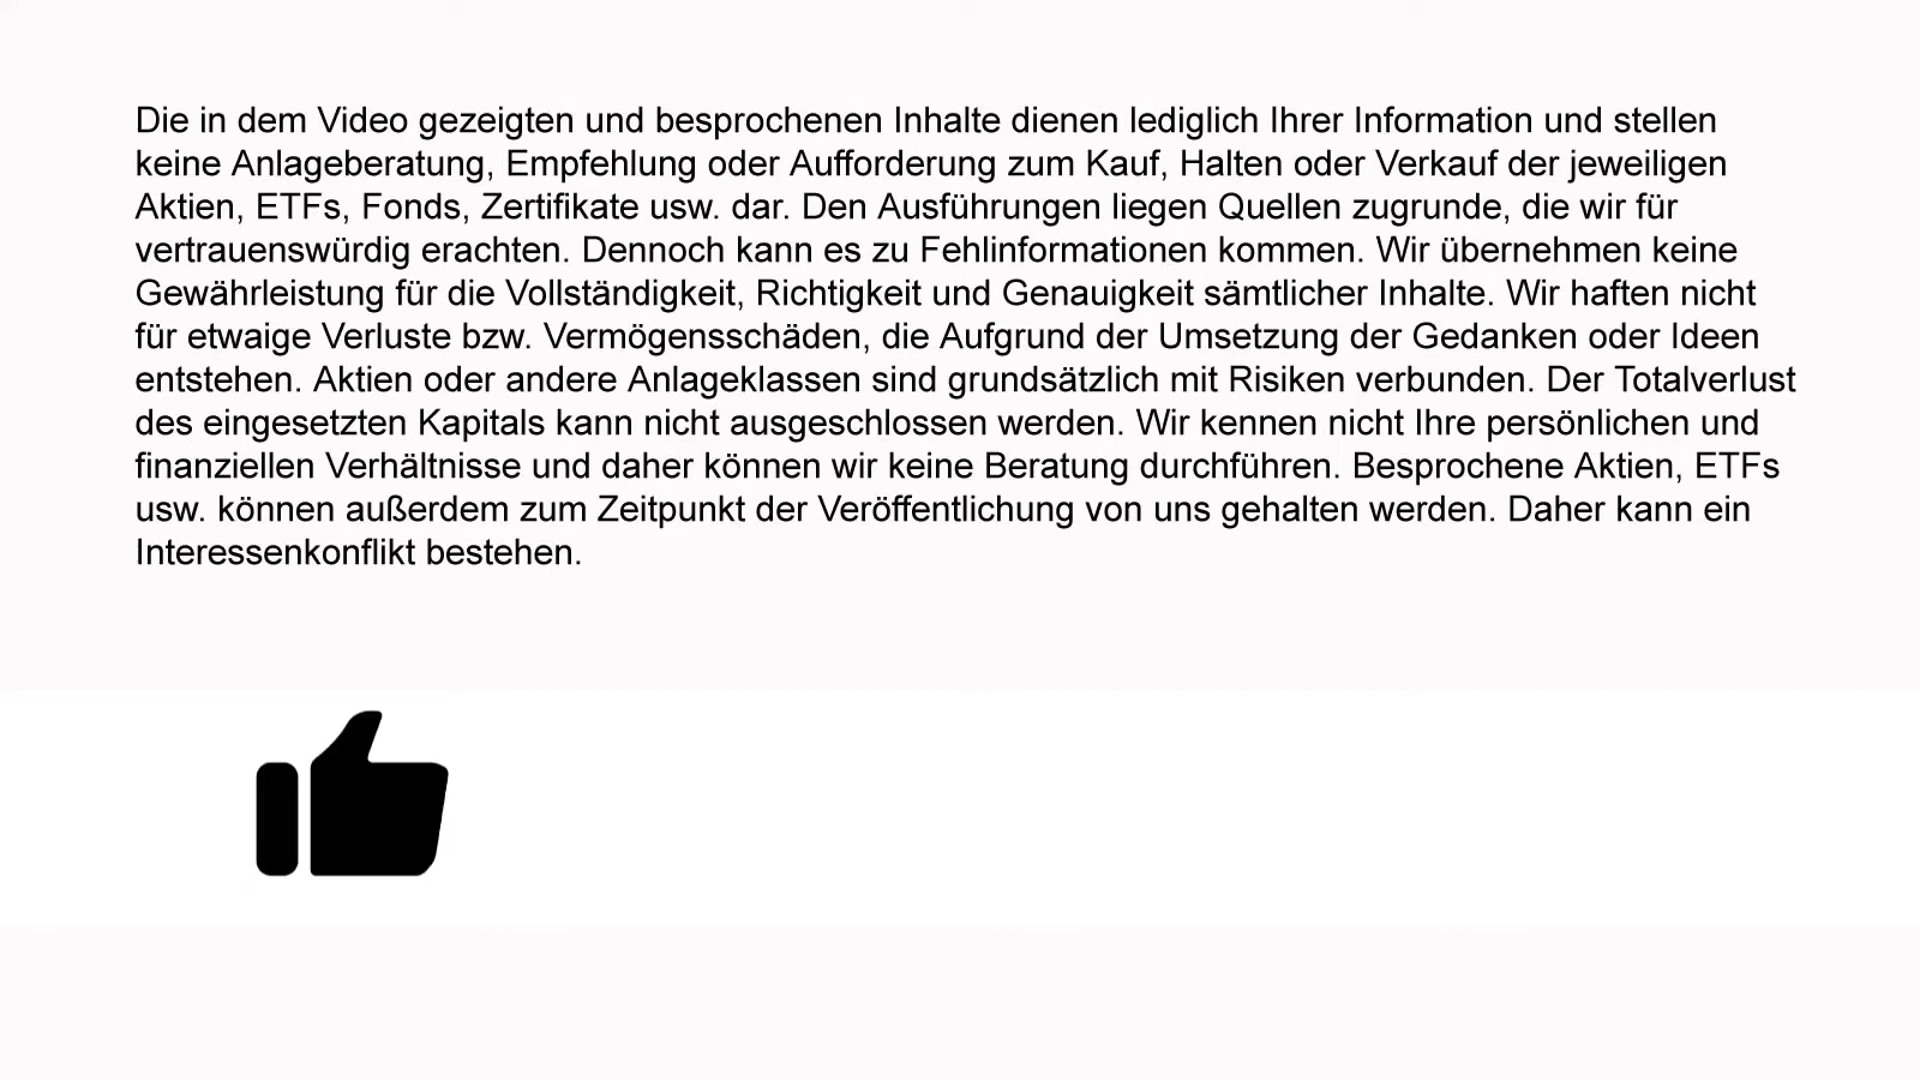 Die in dem Video gezeigten und besprochenen Inhalte dienen lediglich Ihrer Information und stellen
keine Anlageberatung, Empfehlung oder Aufforderung zum Kauf, Halten oder Verkauf der jeweiligen
Aktien, ETFs, Fonds, Zertifikate usw. dar. Den Ausführungen liegen Quellen zugrunde, die wir für
vertrauenswürdig erachten. Dennoch kann es zu Fehlinformationen kommen. Wir übernehmen keine
Gewährleistung für die Vollständigkeit, Richtigkeit und Genauigkeit sämtlicher Inhalte. Wir haften nicht
für etwaige Verluste bzw. Vermögensschäden, die Aufgrund der Umsetzung der Gedanken oder Ideen
entstehen. Aktien oder andere Anlageklassen sind grundsätzlich mit Risiken verbunden. Der Totalverlust
des eingesetzten Kapitals kann nicht ausgeschlossen werden. Wir kennen nicht Ihre persönlichen und
finanziellen Verhältnisse und daher können wir keine Beratung durchführen. Besprochene Aktien, ETFs
usw. können außerdem zum Zeitpunkt der Veröffentlichung von uns gehalten werden. Daher kann ein
Interessenkonflikt bestehen.